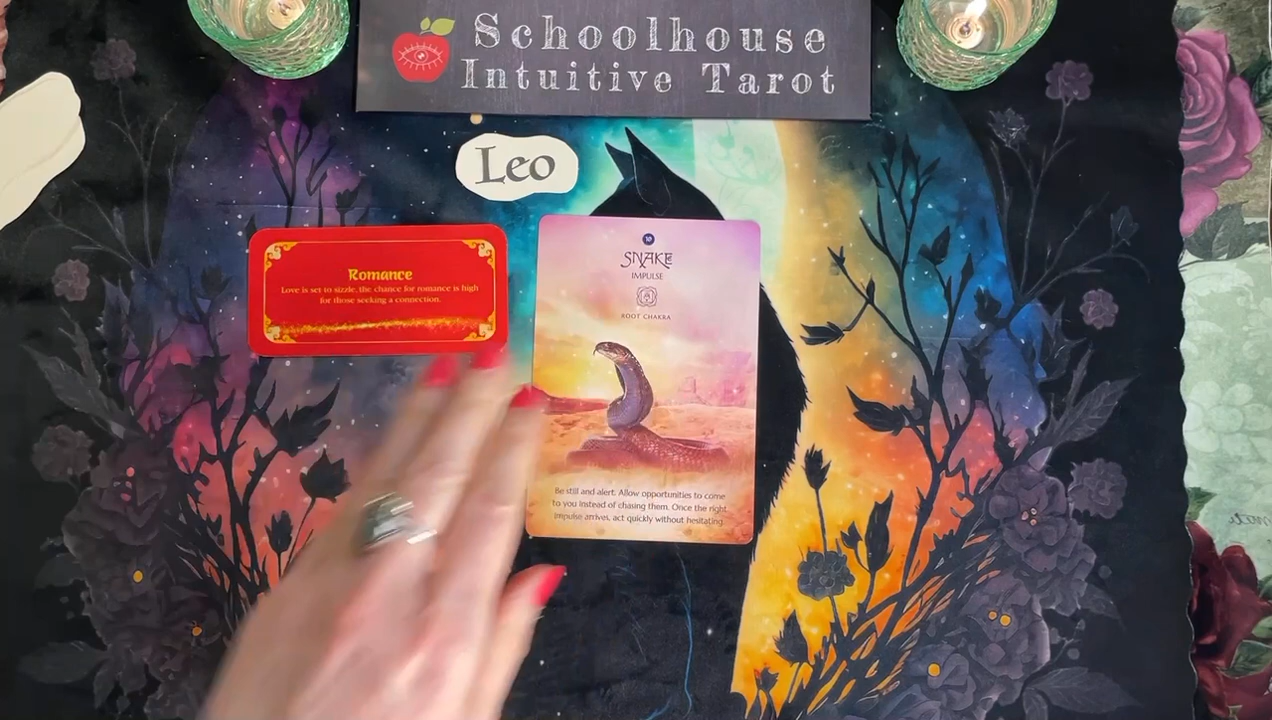 Schoolhouse
Intuitive Tarot
Leo
Romance
Love is set to sizzle, the chance for romance is high
for those seeking a connection.
10
SNAKE
IMPULSE
ROOT CHAKRA
Be still and alert. Allow opportunities to come
to you instead of chasing them. Once the right
impulse arrives, act quickly without hesitating.